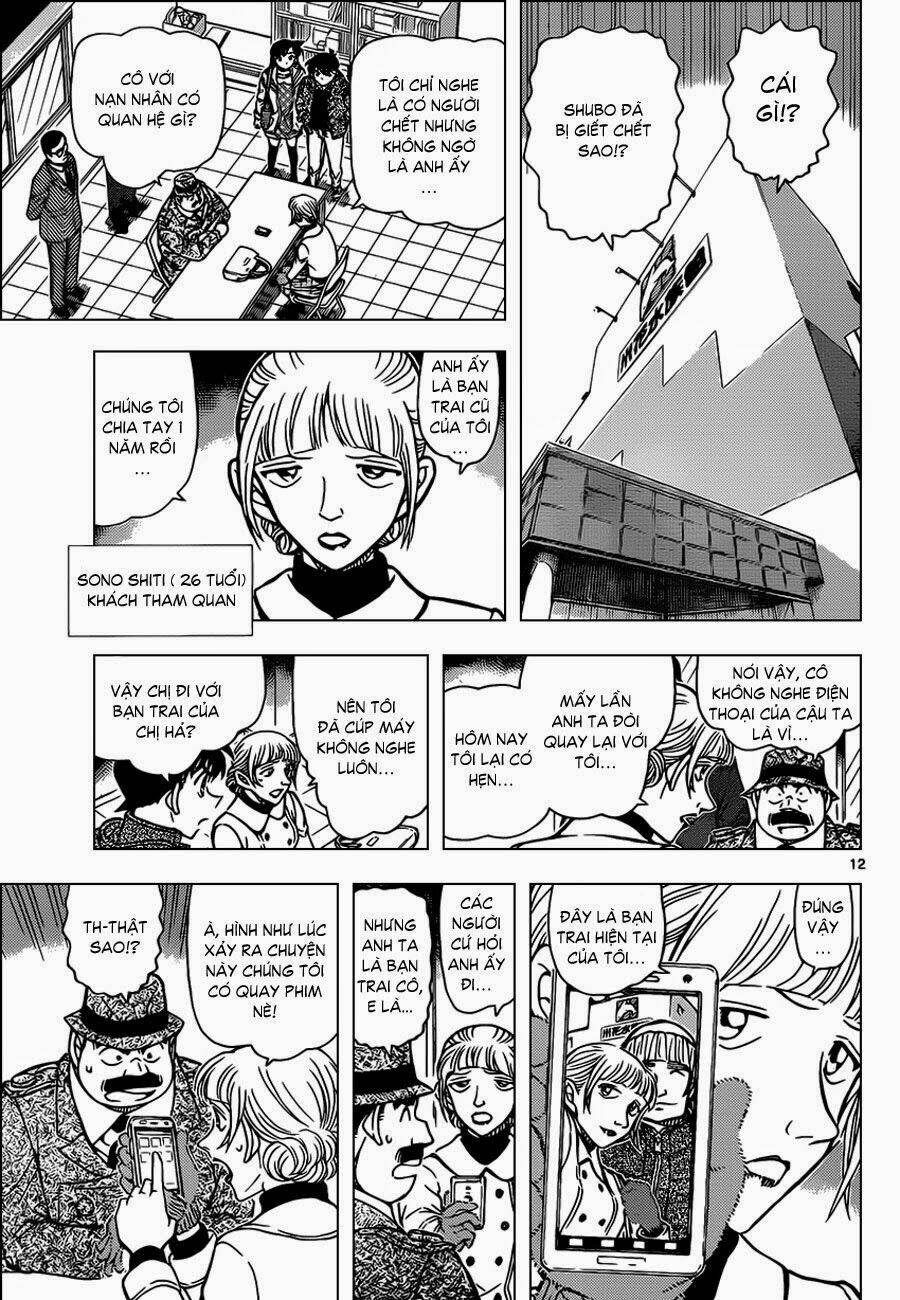 CÁI
GÌ!?
SHUBO ĐÃ
BỊ GIẾT CHẾT
SAO!?
TÔI CHỈ NGHE
LÀ CÓ NGƯỜI
CHẾT NHƯNG
KHÔNG NGỜ
LÀ ANH ẤY
...
CÔ VỚI
NẠN NHÂN CÓ
QUAN HỆ GÌ?
ANH ẤY
LÀ BẠN
TRAI CŨ
CỦA TÔI
...
CHÚNG TÔI
CHIA TAY 1
NĂM RỒI
...
SONO SHITI ( 26 TUỔI)
KHÁCH THAM QUAN
NÓI VẬY, CÔ
KHÔNG NGHE ĐIỆN
THOẠI CỦA CẬU TA
LÀ VÌ...
MẤY LẦN
ANH TA ĐÒI
QUAY LẠI VỚI
TÔI...
HÔM NAY
TÔI LẠI CÓ
HẸN...
NÊN TÔI
ĐÃ CÚP MÁY
KHÔNG NGHE
LUÔN...
VẬY CHỊ ĐI VỚI
BẠN TRAI CỦA
CHỊ HẢ?
12
ĐÚNG
VẬY...
ĐÂY LÀ BẠN
TRAI HIỆN TẠI
CỦA TÔI...
CÁC
NGƯỜI
CỨ HỎI
ANH ẤY
ĐI...
NHƯNG
ANH TA
LÀ BẠN
TRAI CÔ,
E LÀ...
À, HÌNH NHƯ LÚC
XẢY RA CHUYỆN
NÀY CHÚNG TÔI
CÓ QUAY PHIM
NÈ!
TH-THẬT
SAO!?